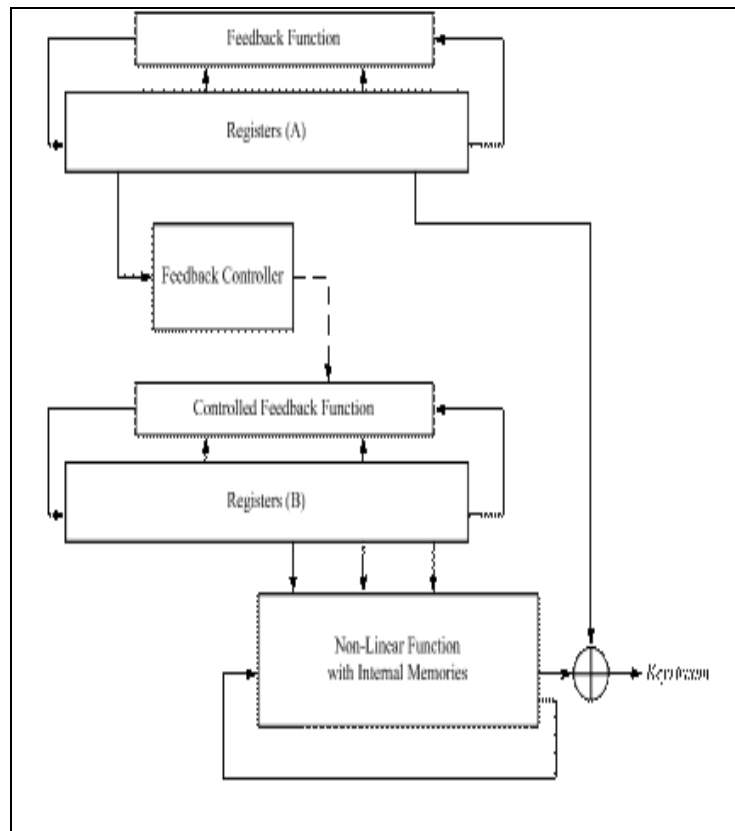 Feedback Function
Registers (A)
Feedback Controller
Controlled Feedback Function
Registers (B)
Non-Linear Function
with Internal Memories
Keystream